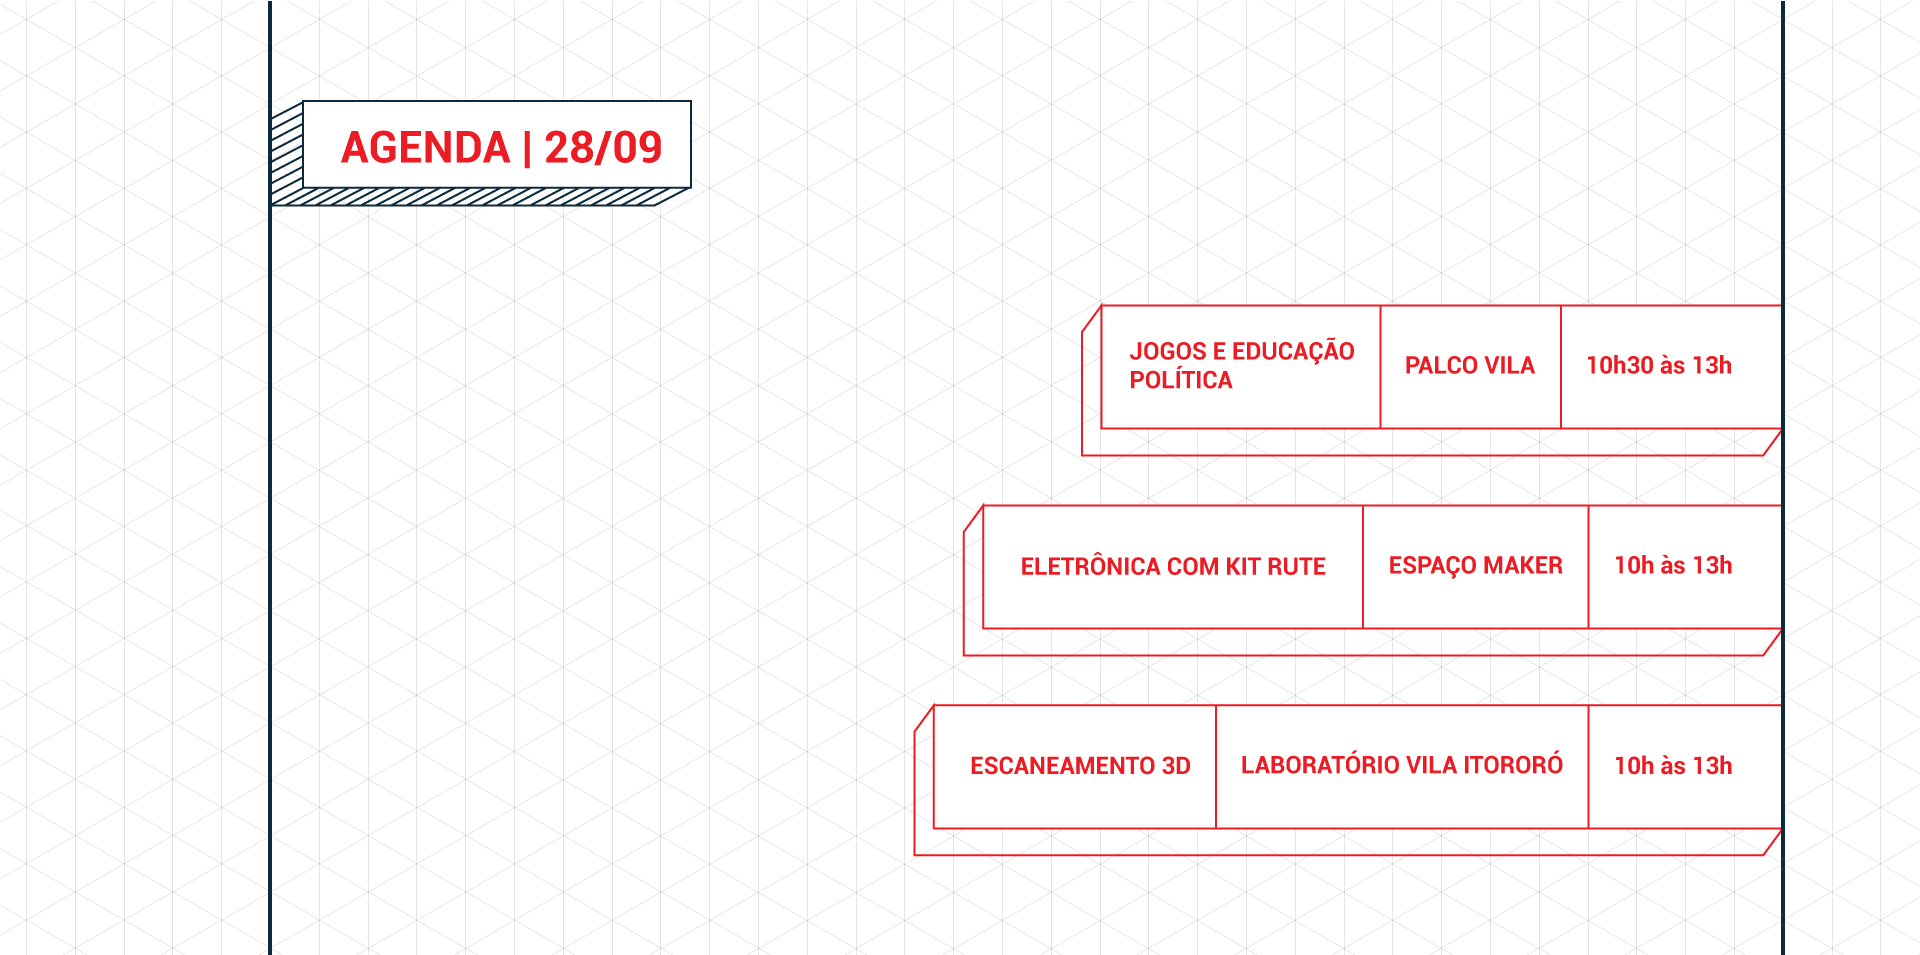 AGENDA | 28/09
JOGOS E EDUCAÇÃO
POLÍTICA
PALCO VILA
10h30 às 13h
ELETRÔNICA COM KIT RUTE
ESPAÇO MAKER
10h às 13h
ESCANEAMENTO 3D
LABORATÓRIO VILA ITORORÓ
10h às 13h